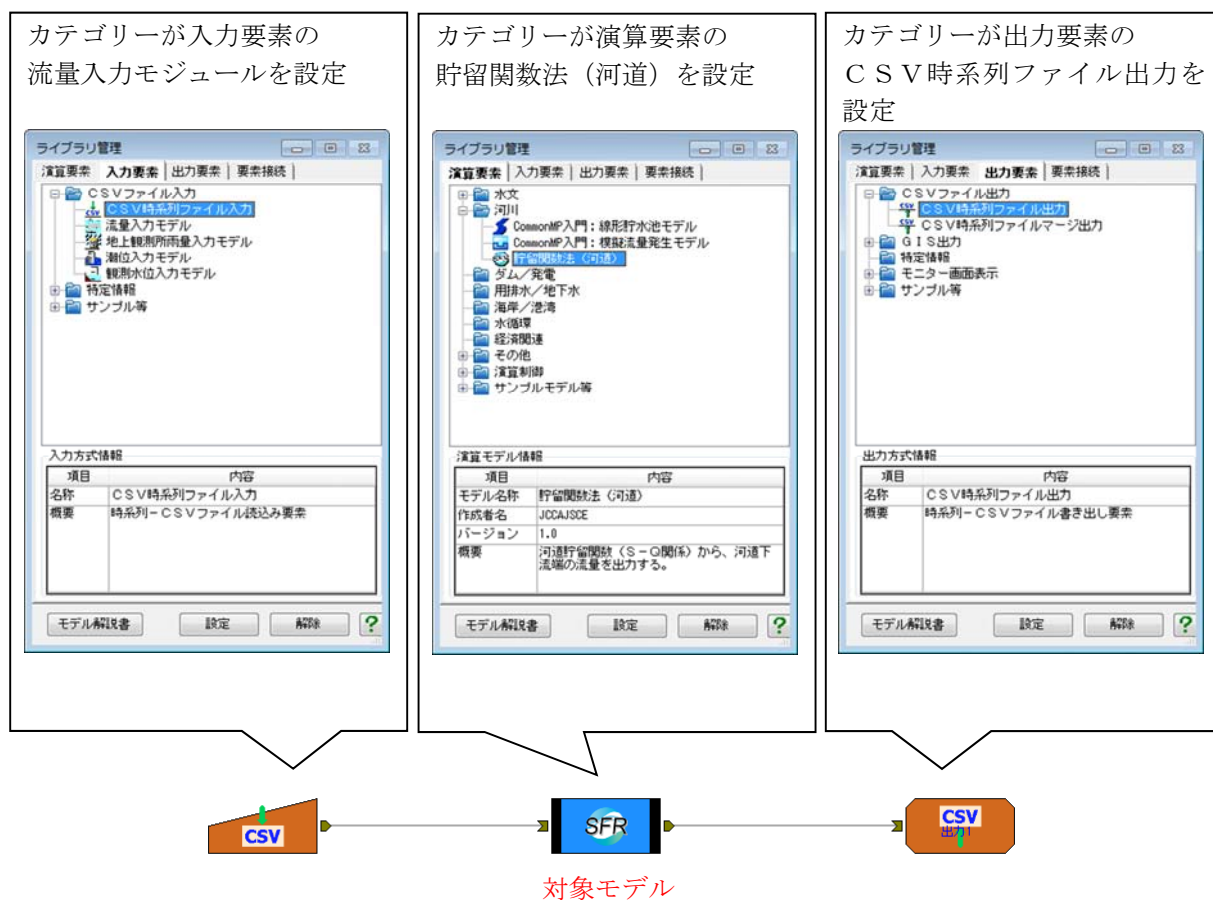 カテゴリーが入力要素の
流量入力モジュールを設定
ライブラリ管理
演算要素 入力要素 出力要素 要素接続
CSVファイル入力
CSV時系列ファイル入力
流量入力モデル
地上観測所雨量入力モデル
潮位入力モデル
観測水位入力モデル
特定情報
サンプル等
入力方式情報
項目 内容
名称 CSV時系列ファイル入力
概要 時系列-CSVファイル読込み要素
モデル解説書 設定 解除 ?
カテゴリーが演算要素の
貯留関数法(河道)を設定
ライブラリ管理
演算要素 入力要素 出力要素 要素接続
水文
河川
CommonMP入門:線形貯水池モデル
CommonMP入門:模擬流量発生モデル
貯留関数法(河道)
ダム/発電
用排水/地下水
海岸/港湾
水循環
経済関連
その他
演算制御
サンプルモデル等
演算モデル情報
項目 内容
モデル名称 貯留関数法(河道)
作成者名 JCCAJSCE
バージョン 1.0
概要 河道貯留関数(S-Q関係)から、河道下
流端の流量を出力する。
モデル解説書 設定 解除 ?
カテゴリーが出力要素の
CSV時系列ファイル出力を
設定
ライブラリ管理
演算要素 入力要素 出力要素 要素接続
CSVファイル出力
CSV時系列ファイル出力
CSV時系列ファイルマージ出力
GIS出力
特定情報
モニター画面表示
サンプル等
出力方式情報
項目 内容
名称 CSV時系列ファイル出力
概要 時系列-CSVファイル書き出し要素
モデル解説書 設定 解除 ?
CSV
SFR
CSV
出力1
対象モデル